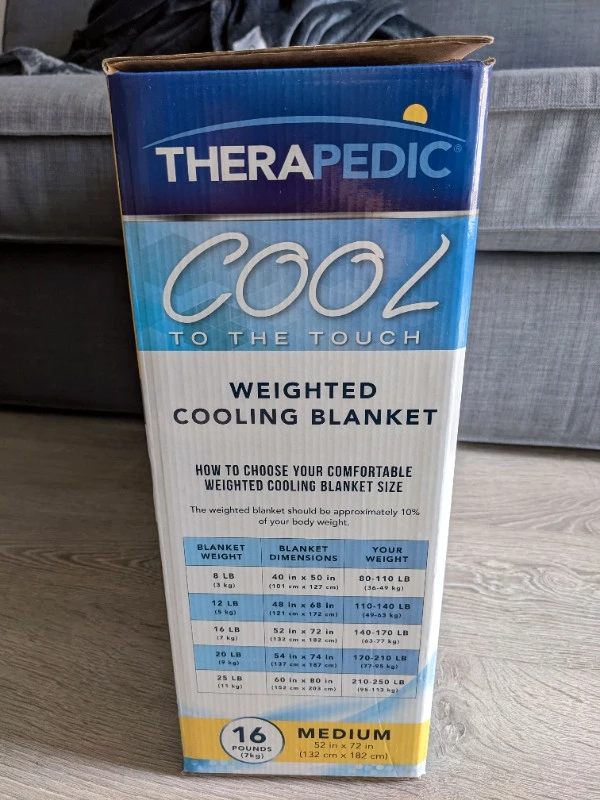 THERAPEDIC®
COOL
TO THE TOUCH
WEIGHTED
COOLING BLANKET
HOW TO CHOOSE YOUR COMFORTABLE
WEIGHTED COOLING BLANKET SIZE
The weighted blanket should be approximately 10%
of your body weight.
BLANKET WEIGHT BLANKET DIMENSIONS YOUR WEIGHT
8 LB 40 in x 50 in 80-110 LB
(3 kg) (101 cm x 127 cm) (36-49 kg)
12 LB 48 in x 68 in 110-140 LB
(5 kg) (121 cm x 172 cm) (49-63 kg)
16 LB 52 in x 72 in 140-170 LB
(7 kg) (132 cm x 182 cm) (63-77 kg)
20 LB 54 in x 74 in 170-210 LB
(9 kg) (137 cm x 187 cm) (77-95 kg)
25 LB 60 in x 80 in 210-250 LB
(11 kg) (152 cm x 203 cm) (95-113 kg)
16 MEDIUM
POUNDS 52 in x 72 in
(7kg) (132 cm x 182 cm)